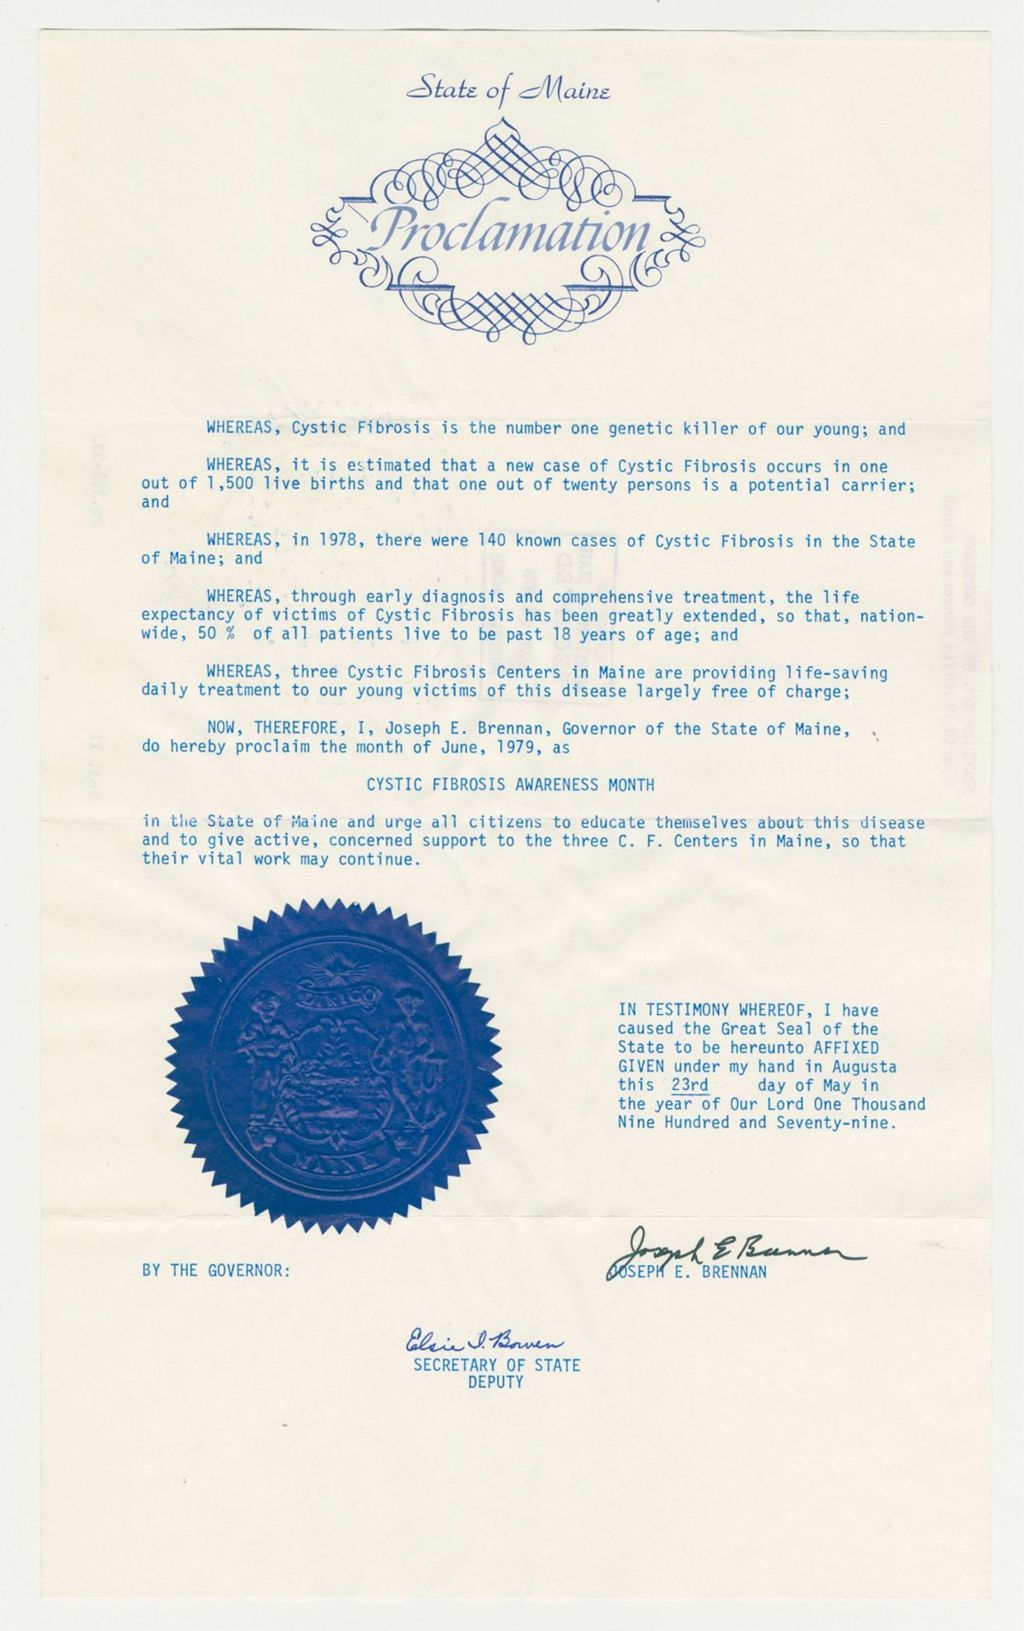 State of Maine
Proclamation
WHEREAS, Cystic Fibrosis is the number one genetic killer of our young; and
WHEREAS, it is estimated that a new case of Cystic Fibrosis occurs in one
out of 1,500 live births and that one out of twenty persons is a potential carrier;
and
WHEREAS, in 1978, there were 140 known cases of Cystic Fibrosis in the State
of Maine; and
WHEREAS, through early diagnosis and comprehensive treatment, the life
expectancy of victims of Cystic Fibrosis has been greatly extended, so that, nation-
wide, 50 % of all patients live to be past 18 years of age; and
WHEREAS, three Cystic Fibrosis Centers in Maine are providing life-saving
daily treatment to our young victims of this disease largely free of charge;
NOW, THEREFORE, I, Joseph E. Brennan, Governor of the State of Maine,
do hereby proclaim the month of June, 1979, as
CYSTIC FIBROSIS AWARENESS MONTH
in the State of Maine and urge all citizens to educate themselves about this disease
and to give active, concerned support to the three C. F. Centers in Maine, so that
their vital work may continue.
DIRIGO
MAINE
IN TESTIMONY WHEREOF, I have
caused the Great Seal of the
State to be hereunto AFFIXED
GIVEN under my hand in Augusta
this 23rd day of May in
the year of Our Lord One Thousand
Nine Hundred and Seventy-nine.
Joseph E Brennan
BY THE GOVERNOR:
JOSEPH E. BRENNAN
Elsie I. Bowen
SECRETARY OF STATE
DEPUTY